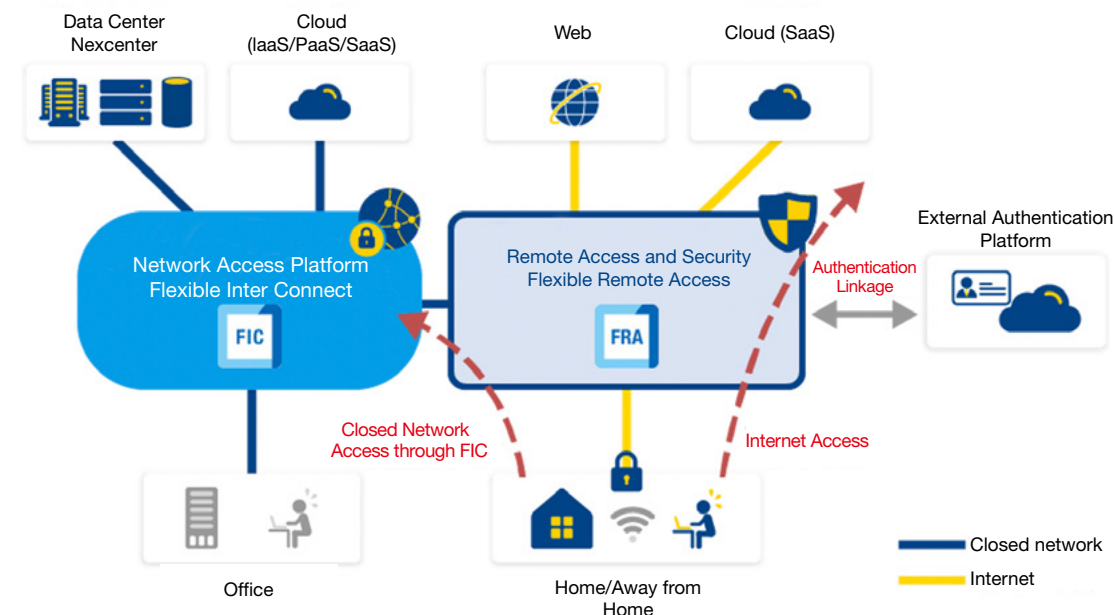 Data Center
Nexcenter
Cloud
(IaaS/PaaS/SaaS)
Web
Cloud (SaaS)
Network Access Platform
Flexible Inter Connect
FIC
Remote Access and Security
Flexible Remote Access
FRA
Authentication
Linkage
External Authentication
Platform
Closed Network
Access through FIC
Internet Access
Office
Home/Away from
Home
Closed network
Internet